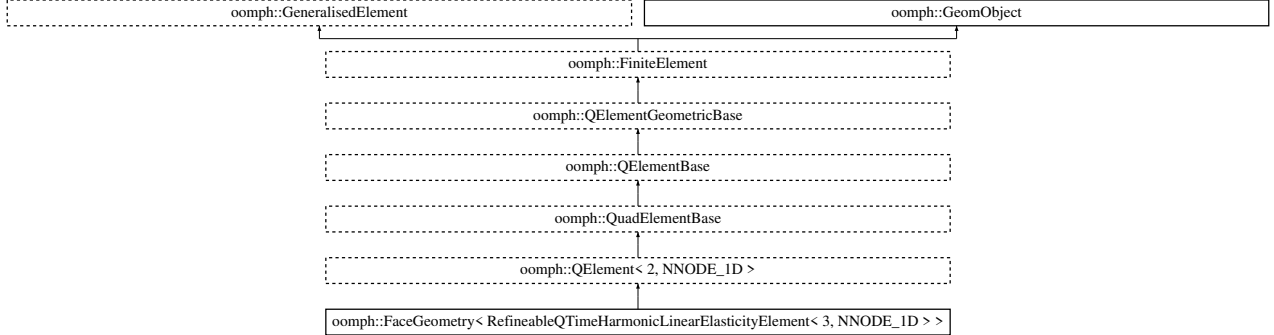 oomph::GeneralisedElement
oomph::GeomObject
oomph::FiniteElement
oomph::QElementGeometricBase
oomph::QElementBase
oomph::QuadElementBase
oomph::QElement< 2, NNODE_1D >
oomph::FaceGeometry< RefineableQTimeHarmonicLinearElasticityElement< 3, NNODE_1D > >